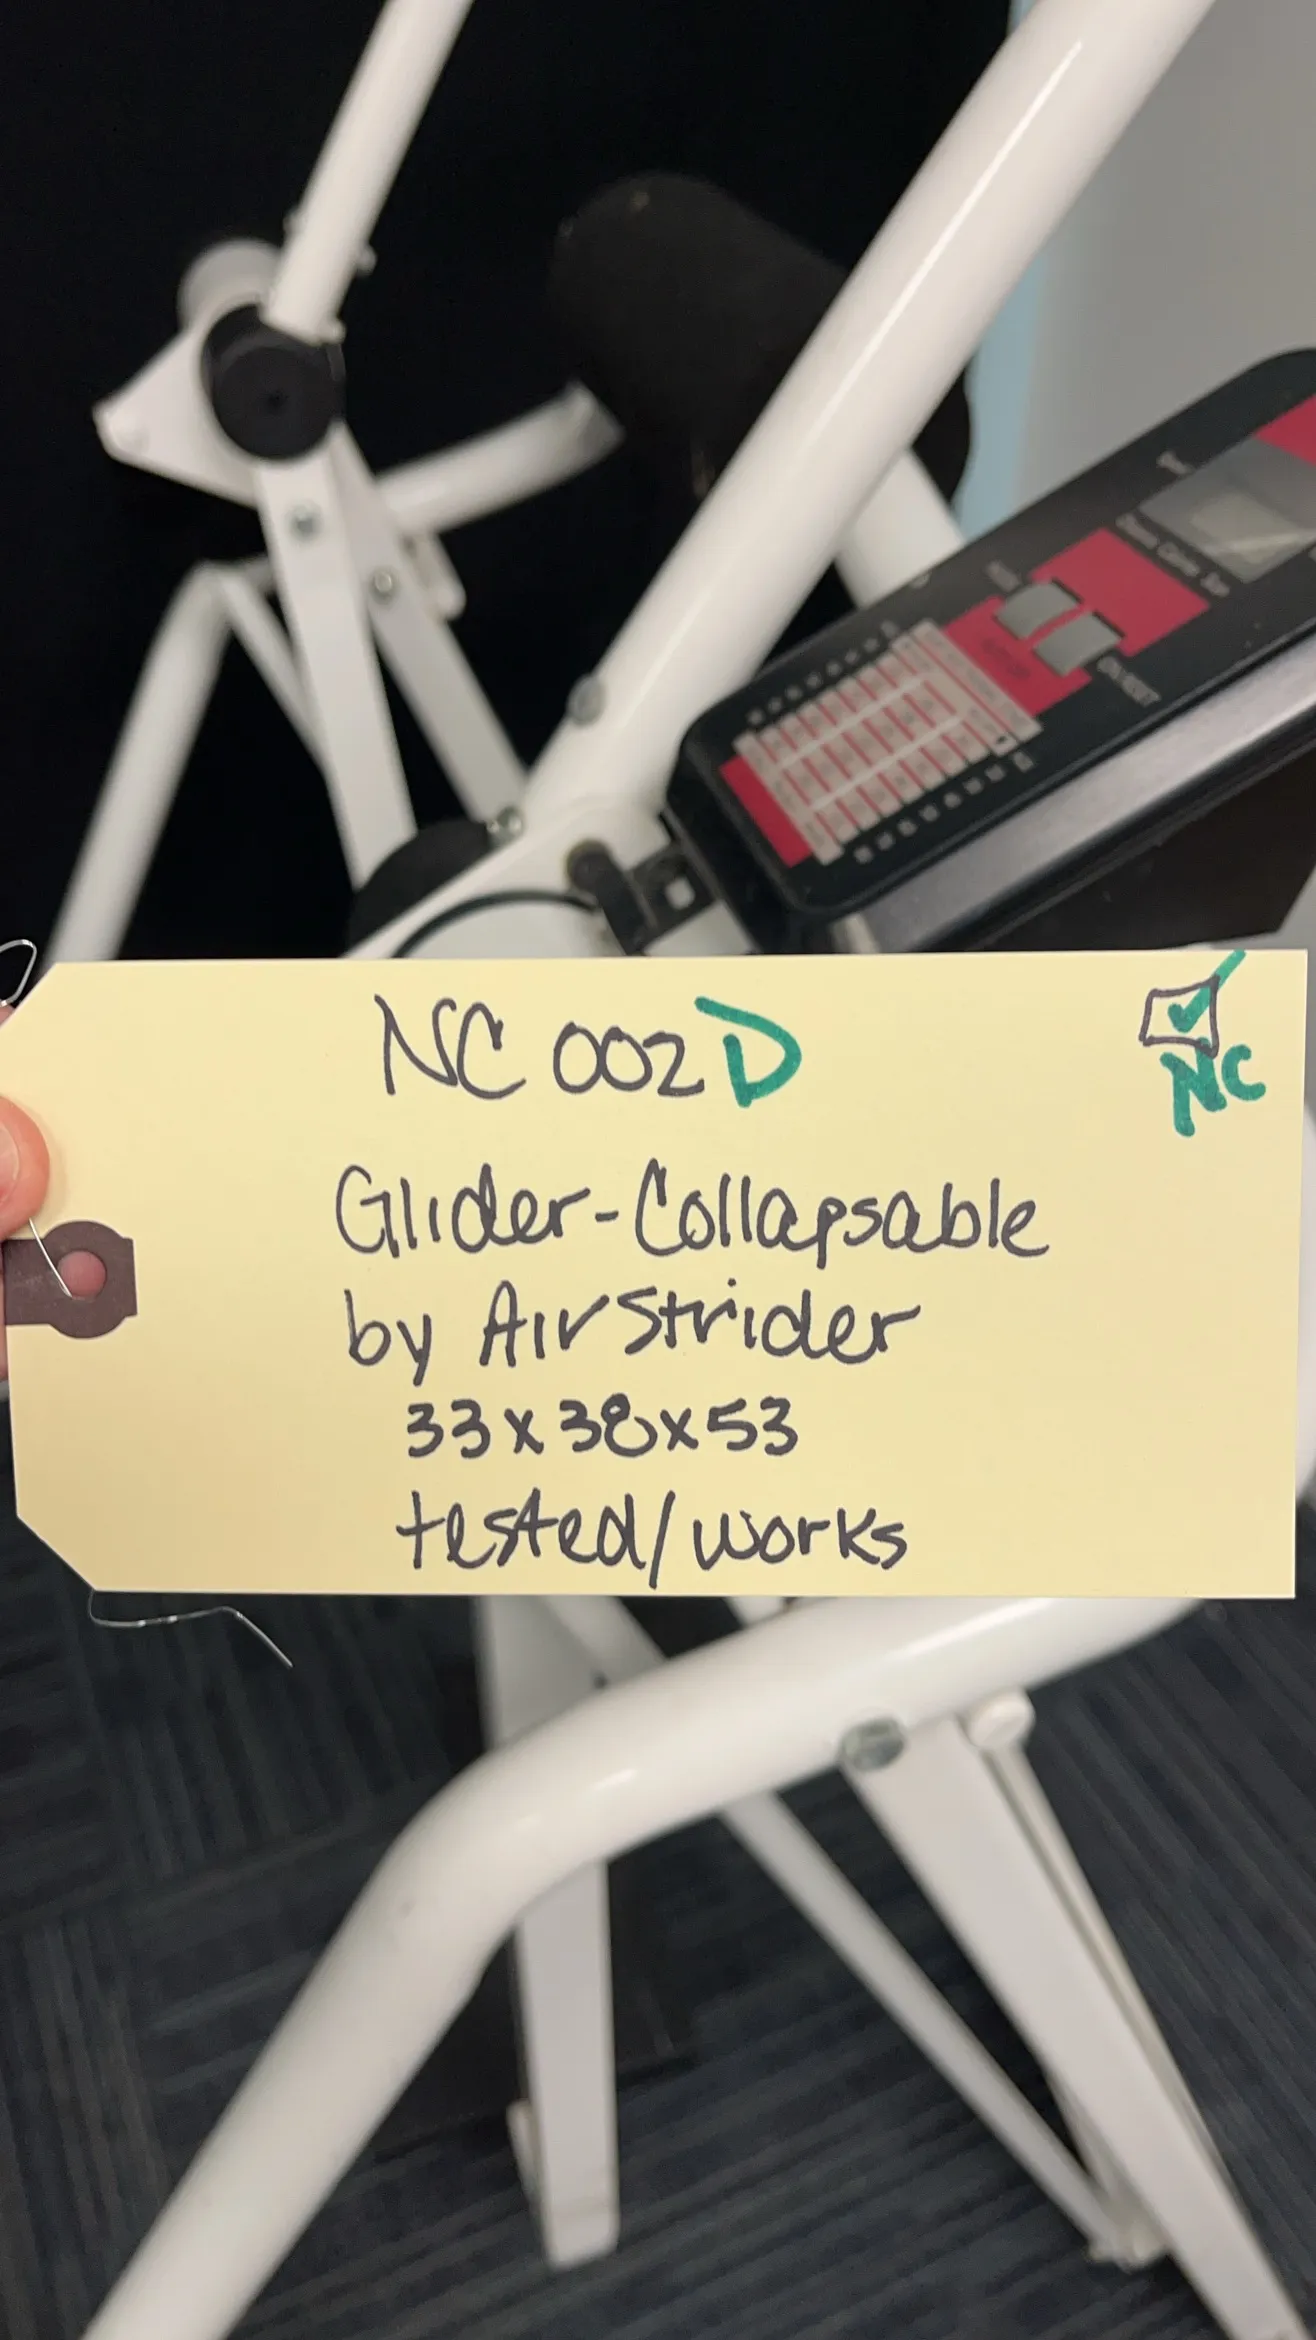 NC 002D
☑
NC
Glider-Collapsable
by AirStrider
33x38x53
tested/works